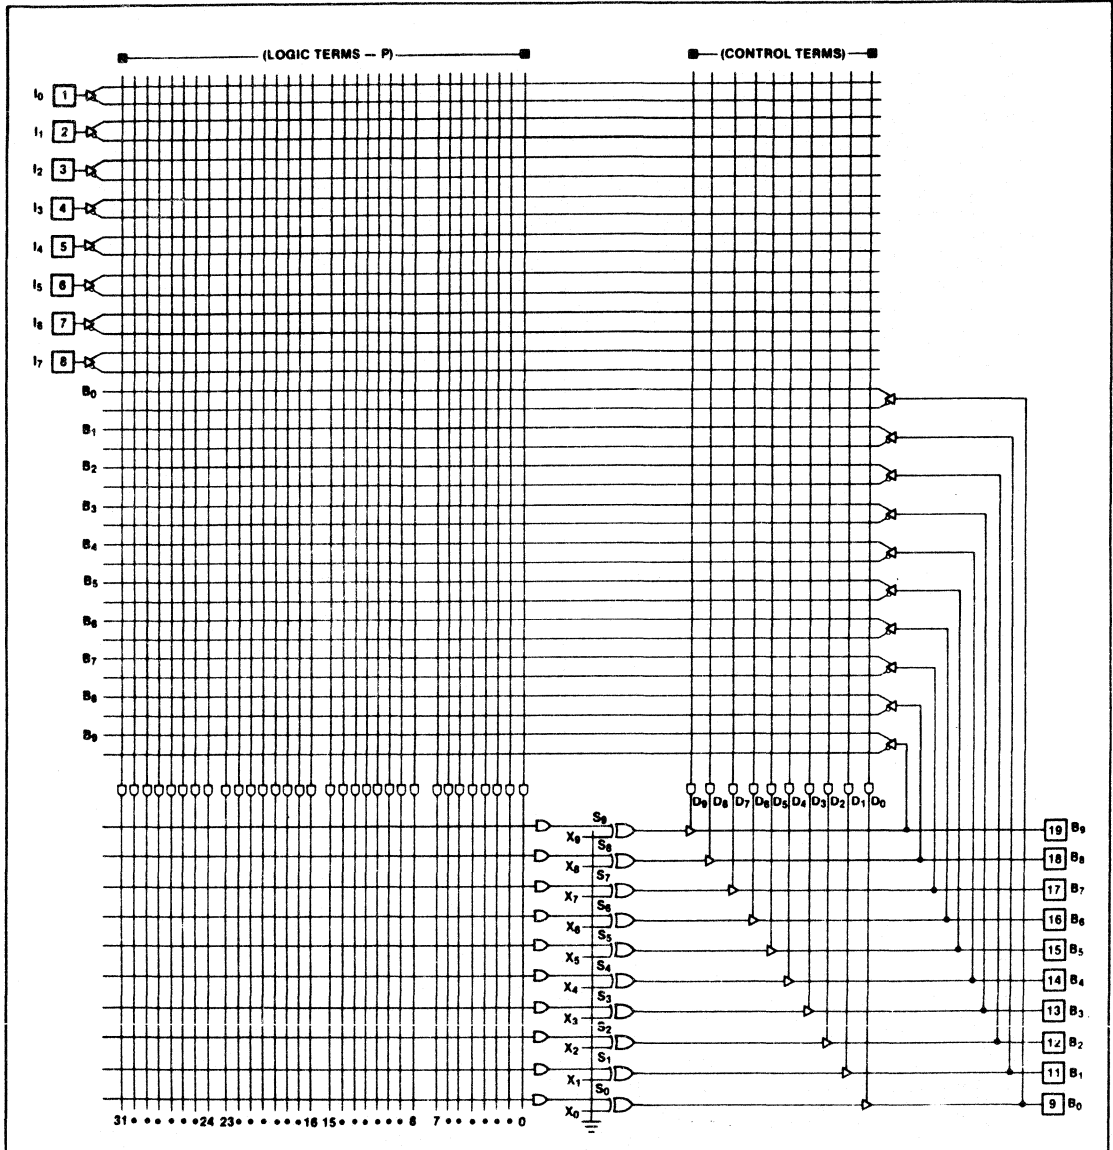 (LOGIC TERMS — P)
(CONTROL TERMS)
I₀ 1
I₁ 2
I₂ 3
I₃ 4
I₄ 5
I₅ 6
I₆ 7
I₇ 8
B₀
B₁
B₂
B₃
B₄
B₅
B₆
B₇
B₈
B₉
D₉ D₈ D₇ D₆ D₅ D₄ D₃ D₂ D₁ D₀
S₉
X₉
19 B₉
S₈
X₈
18 B₈
S₇
X₇
17 B₇
S₆
X₆
16 B₆
S₅
X₅
15 B₅
S₄
X₄
14 B₄
S₃
X₃
13 B₃
S₂
X₂
12 B₂
S₁
X₁
11 B₁
S₀
X₀
9 B₀
31 • • • • • • 24 23 • • • • • • 16 15 • • • • • • 8 7 • • • • • • 0